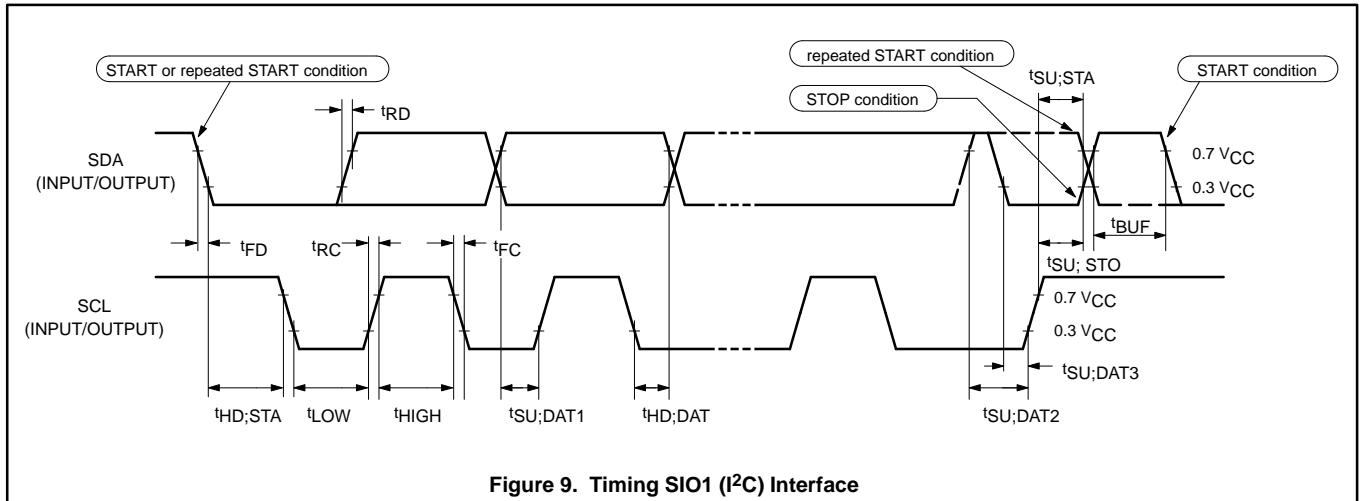 START or repeated START condition
repeated START condition
tSU;STA
START condition
STOP condition
tRD
SDA
(INPUT/OUTPUT)
0.7 VCC
0.3 VCC
tFD
tRC
tFC
tBUF
tSU; STO
SCL
(INPUT/OUTPUT)
0.7 VCC
0.3 VCC
tSU;DAT3
tHD;STA
tLOW
tHIGH
tSU;DAT1
tHD;DAT
tSU;DAT2
Figure 9. Timing SIO1 (I²C) Interface